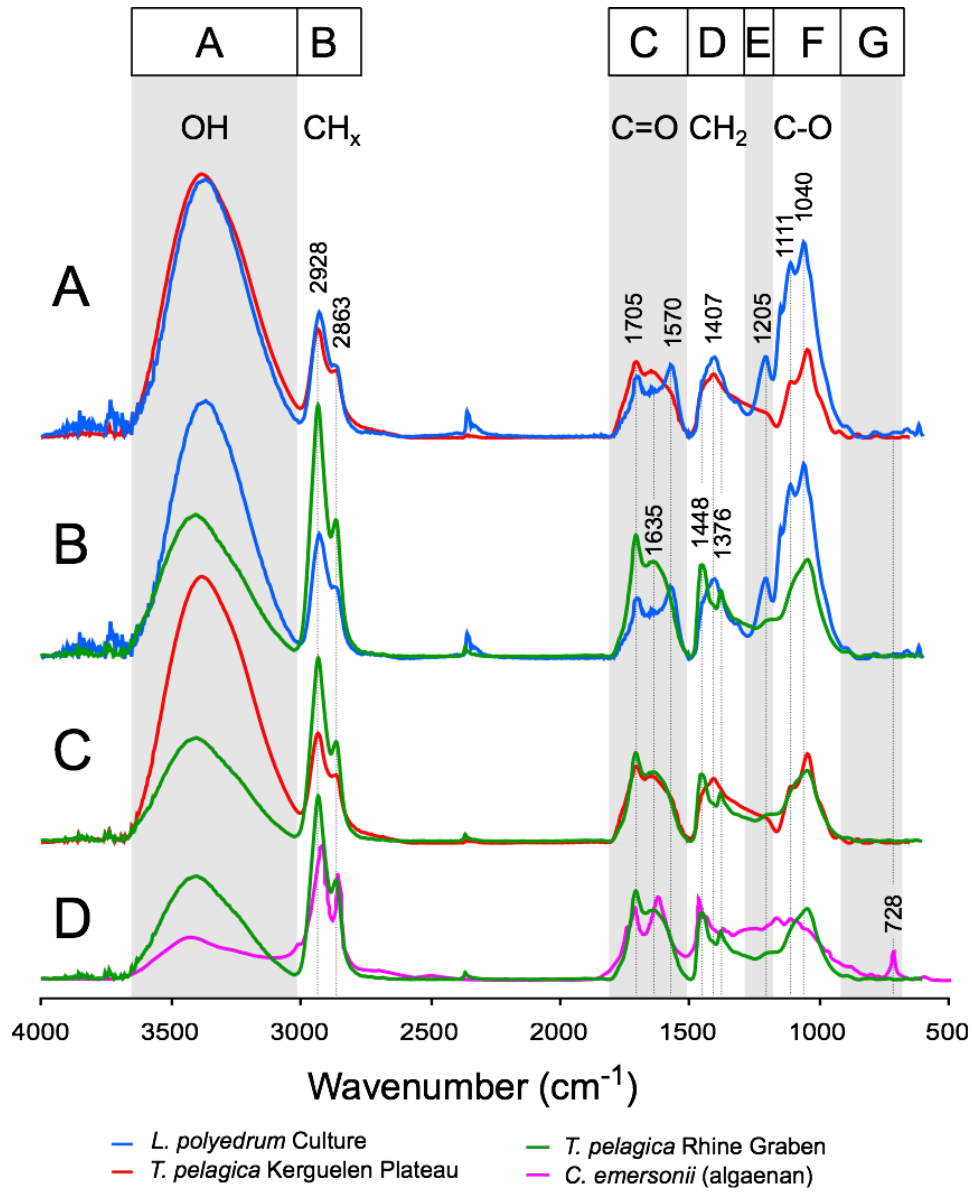 A B C D E F G
OH CHx C=O CH2 C-O
A
2928
2863
1705
1570
1407
1205
1111
1040
B
1635
1448
1376
C
D
728
4000 3500 3000 2500 2000 1500 1000 500
Wavenumber (cm-1)
L. polyedrum Culture
T. pelagica Kerguelen Plateau
T. pelagica Rhine Graben
C. emersonii (algaenan)